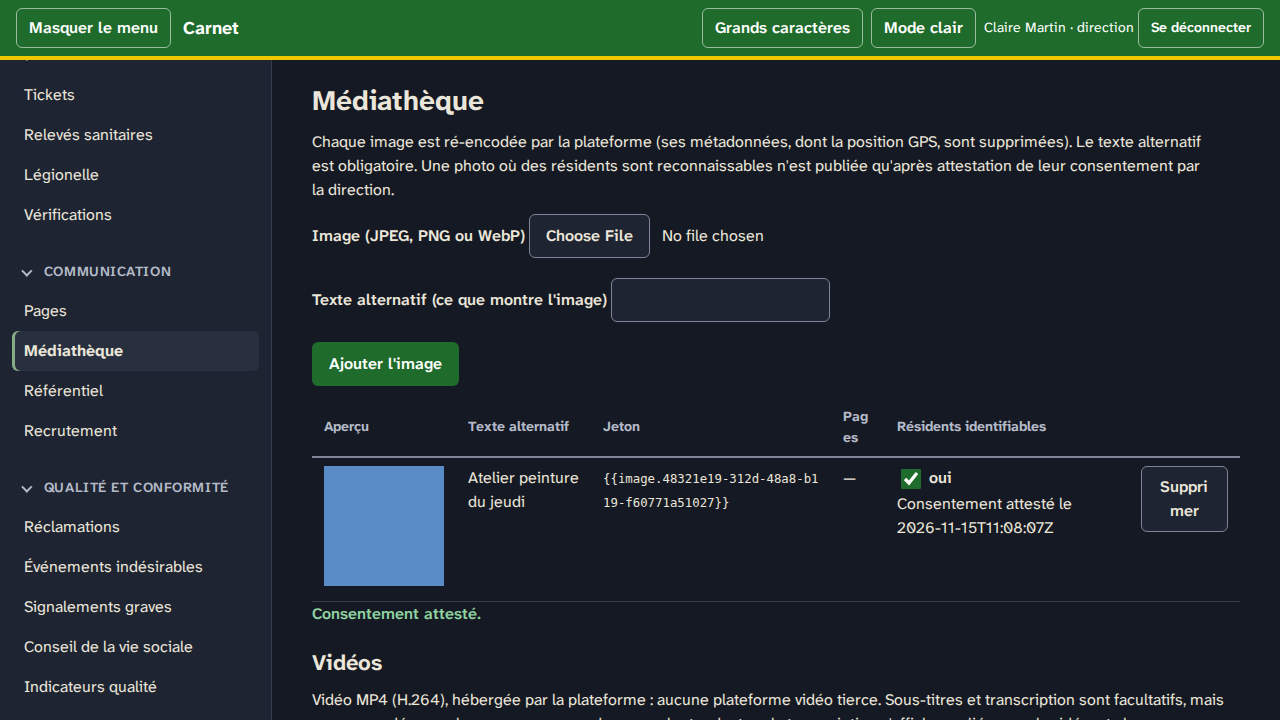 Masquer le menu
Carnet
Grands caractères
Mode clair
Claire Martin · direction
Se déconnecter
Tickets
Relevés sanitaires
Légionelle
Vérifications
COMMUNICATION
Pages
Médiathèque
Référentiel
Recrutement
QUALITÉ ET CONFORMITÉ
Réclamations
Événements indésirables
Signalements graves
Conseil de la vie sociale
Indicateurs qualité
Médiathèque
Chaque image est ré-encodée par la plateforme (ses métadonnées, dont la position GPS, sont supprimées). Le texte alternatif
est obligatoire. Une photo où des résidents sont reconnaissables n'est publiée qu'après attestation de leur consentement par
la direction.
Image (JPEG, PNG ou WebP)
Choose File
No file chosen
Texte alternatif (ce que montre l'image)
Ajouter l'image
Aperçu
Texte alternatif
Jeton
Pag
es
Résidents identifiables
Atelier peinture
du jeudi
{{image.48321e19-312d-48a8-b1
19-f60771a51027}}
—
oui
Consentement attesté le
2026-11-15T11:08:07Z
Suppri
mer
Consentement attesté.
Vidéos
Vidéo MP4 (H.264), hébergée par la plateforme : aucune plateforme vidéo tierce. Sous-titres et transcription sont facultatifs, mais